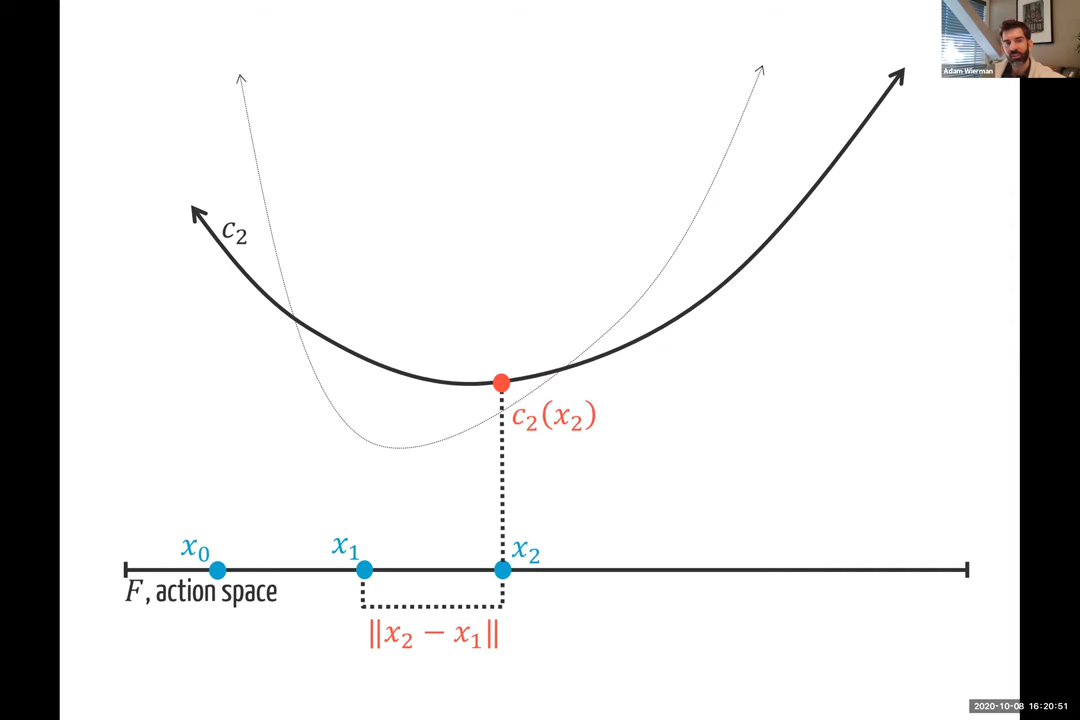 Adam Wierman
c₂
c₂(x₂)
x₀
x₁
x₂
F, action space
‖x₂ − x₁‖
2020-10-08 16:20:51